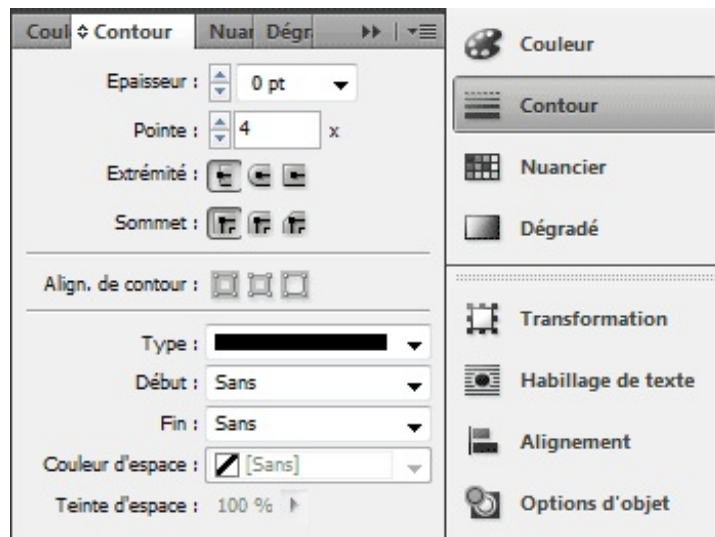 Coul Contour Nuar Dégr
Epaisseur : 0 pt
Pointe : 4 x
Extrémité :
Sommet :
Align. de contour :
Type :
Début : Sans
Fin : Sans
Couleur d'espace : [Sans]
Teinte d'espace : 100 %
Couleur
Contour
Nuancier
Dégradé
Transformation
Habillage de texte
Alignement
Options d'objet